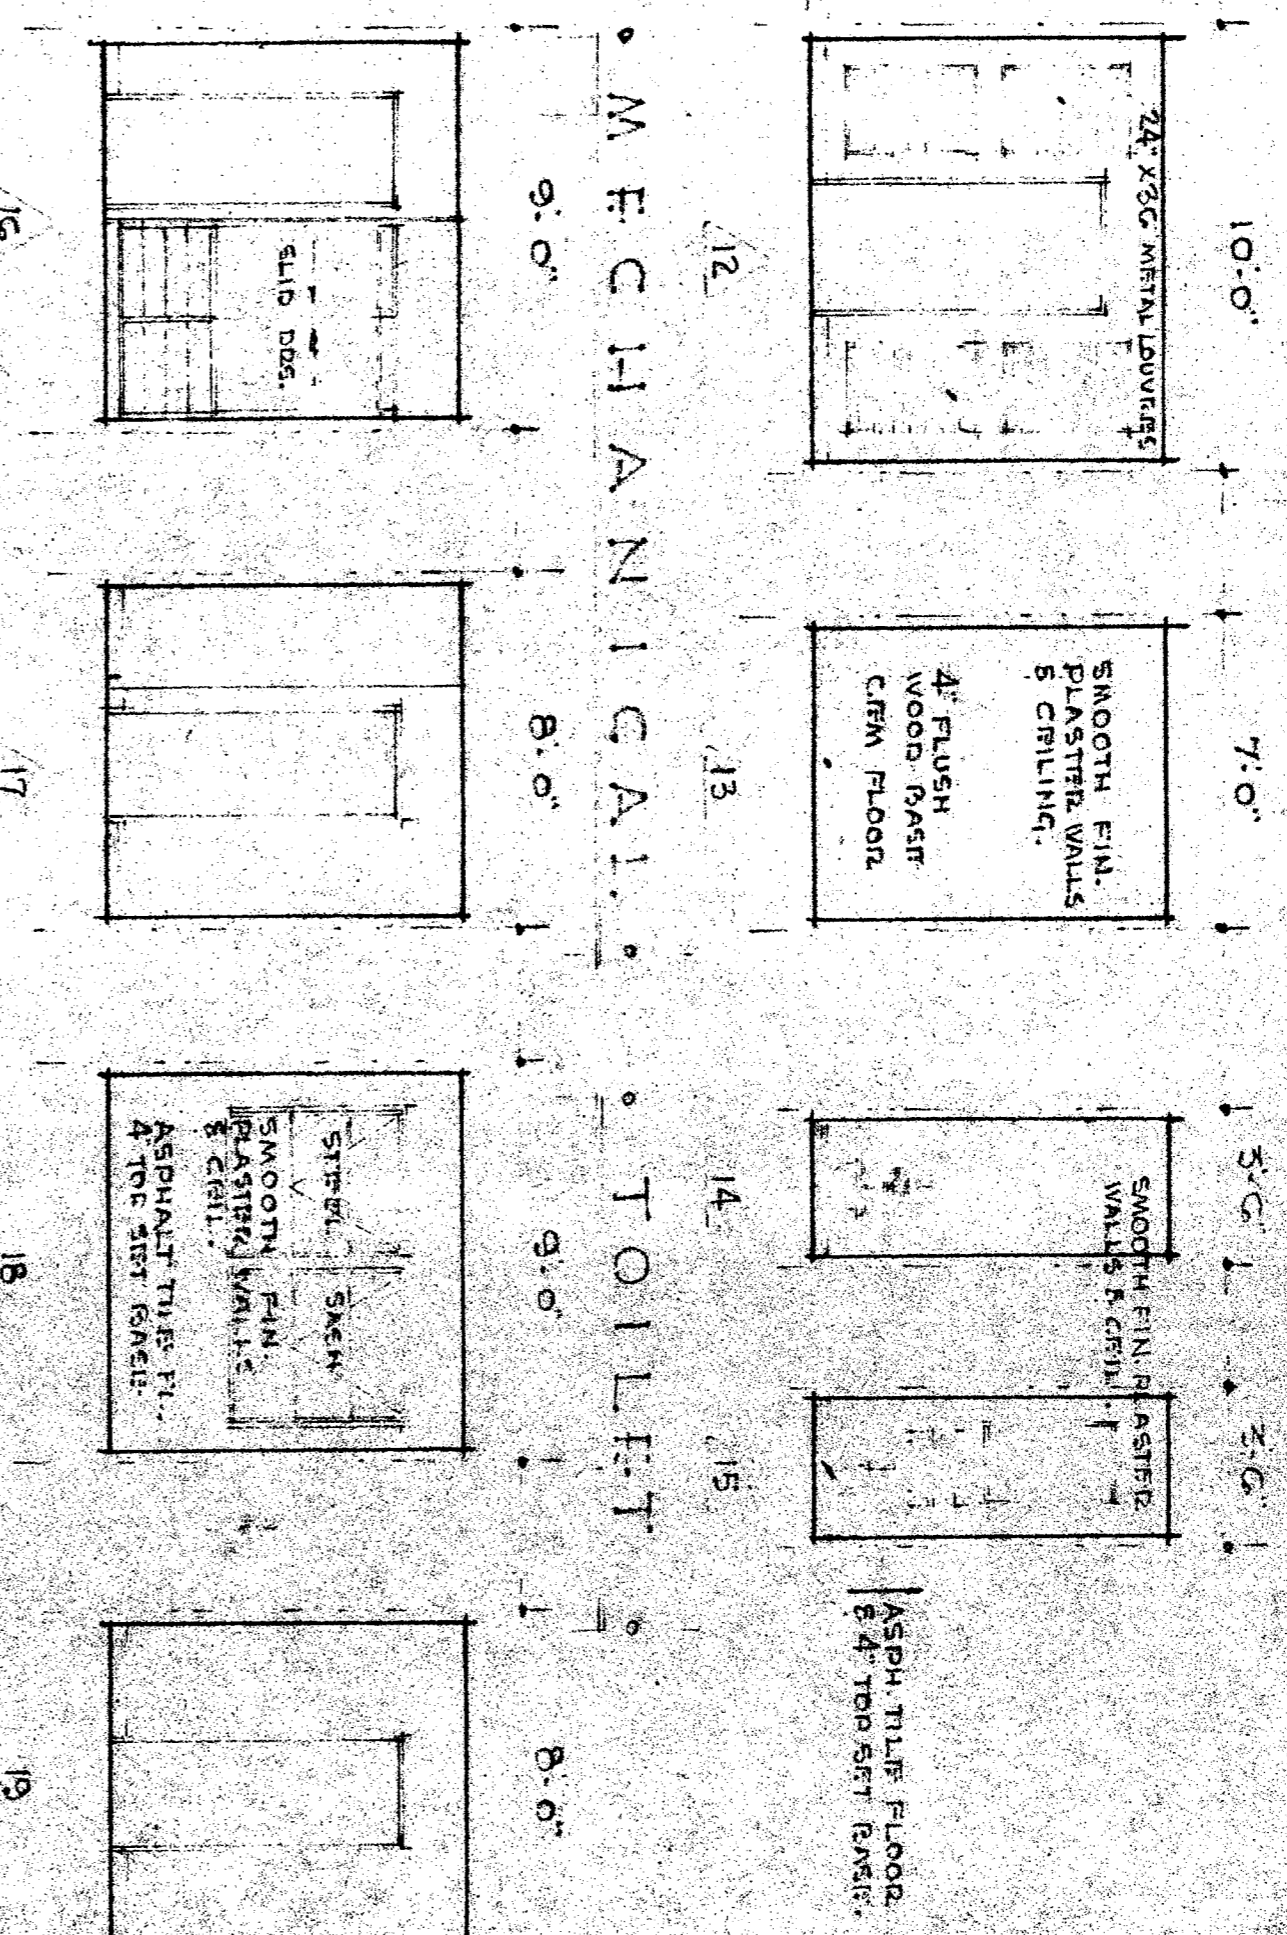 10'-0"
7'-0"
3'-6"
3'-6"
24" X 36 METAL LOUVRES
SMOOTH FIN.
PLASTER WALLS
& CEILING.
4" FLUSH
WOOD BASE
CEM FLOOR
SMOOTH FIN. PLASTER
WALLS & CEIL.
ASPH. TILE FLOOR
& 4" TOP SET BASE.
12
13
14
15
MECHANICAL
TOILET
9'-0"
8'-0"
9'-0"
8'-0"
SLID DRS.
STEEL SASH
SMOOTH FIN.
PLASTER WALLS
& CEIL.
ASPHALT TILE FL.
4 TOP SET BASE.
16
17
18
19